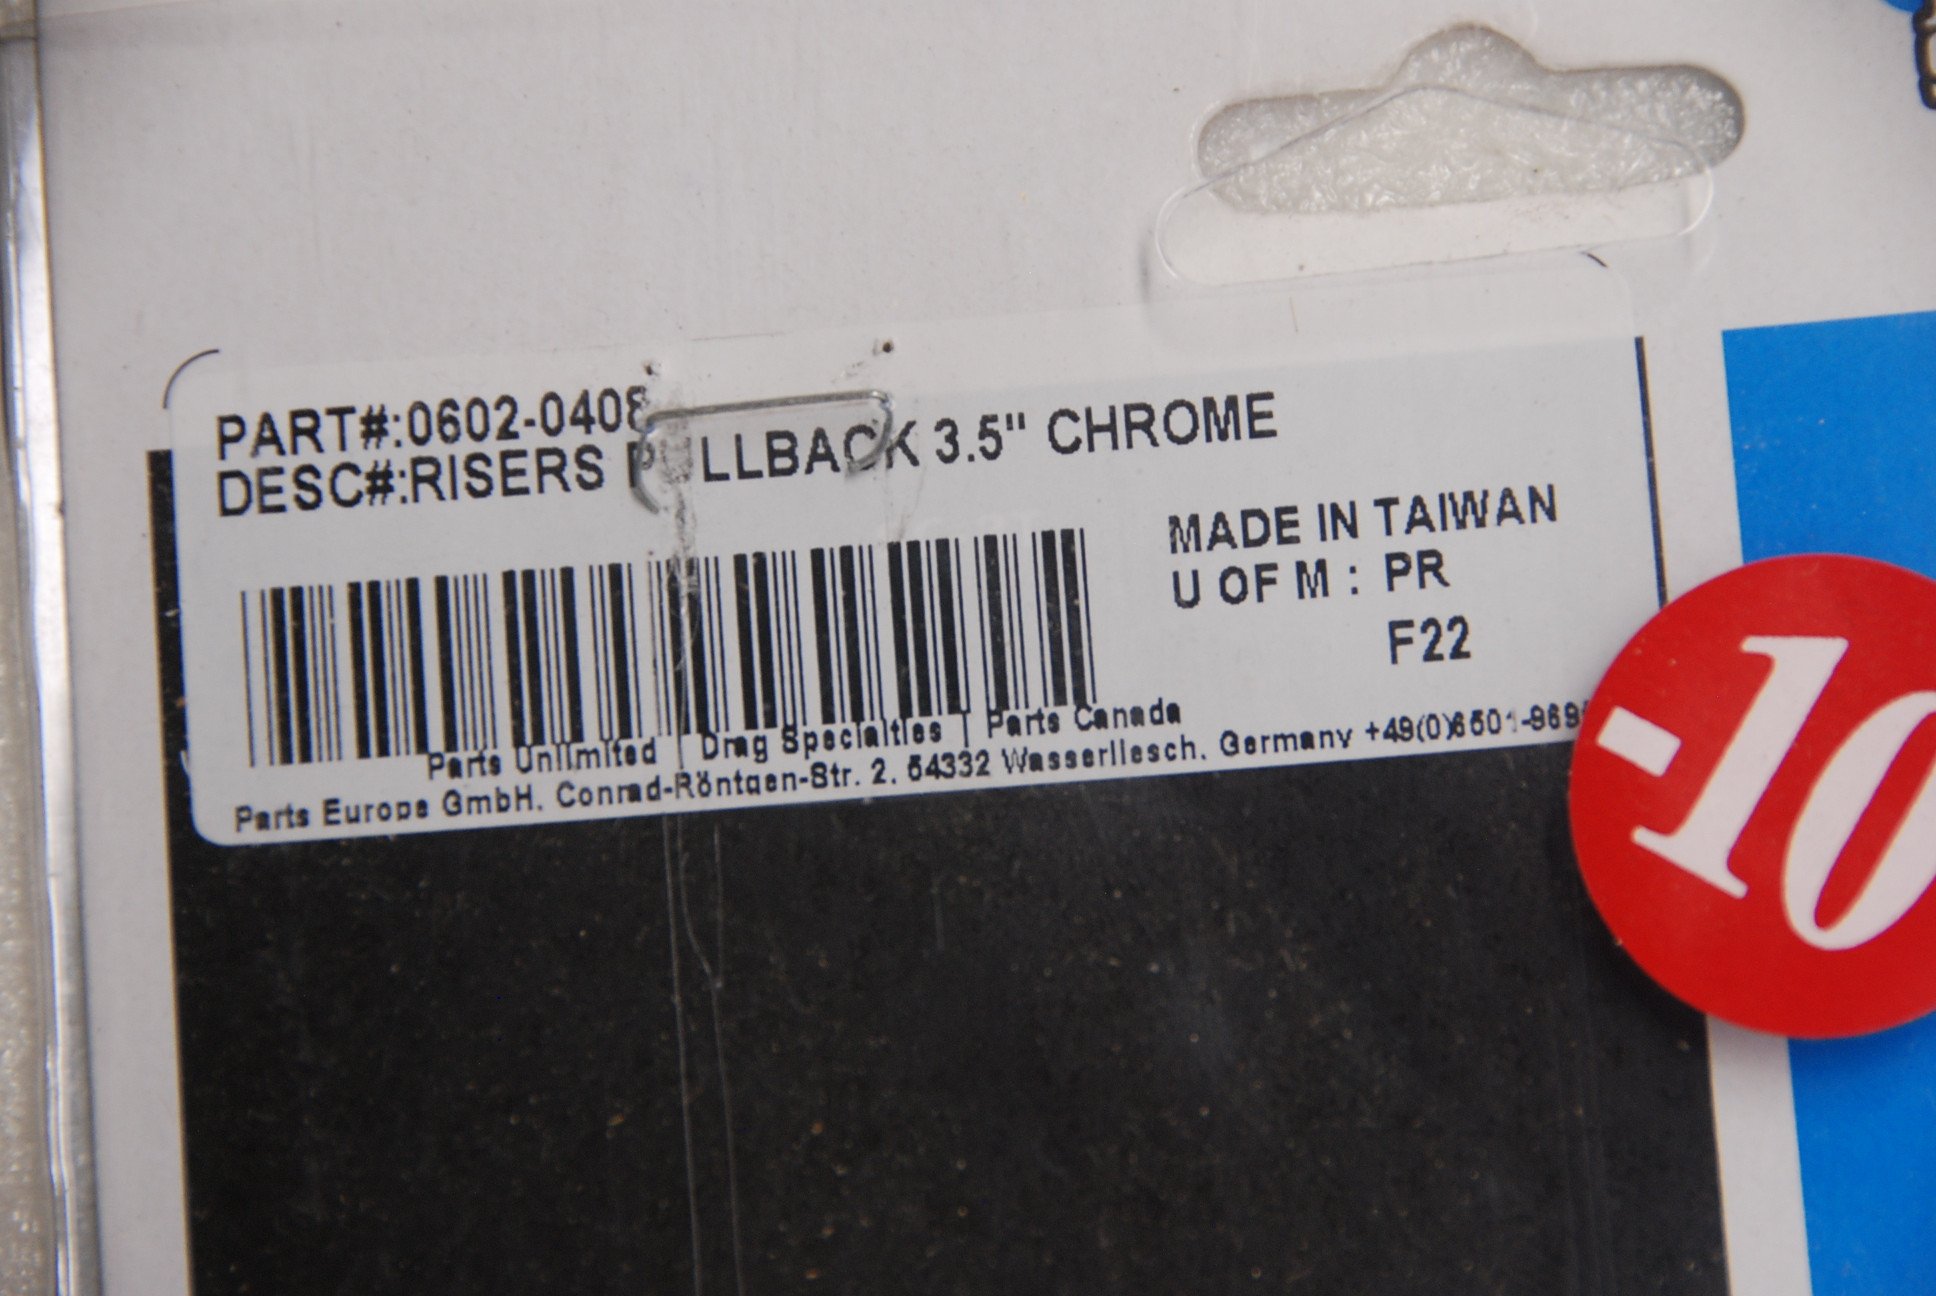 PART#:0602-0408
DESC#:RISERS PULLBACK 3.5" CHROME
MADE IN TAIWAN
U OF M : PR
F22
Parts Unlimited | Drag Specialties | Parts Canada
Parts Europe GmbH. Conrad-Röntgen-Str. 2. 54332 Wasserliesch. Germany
-10